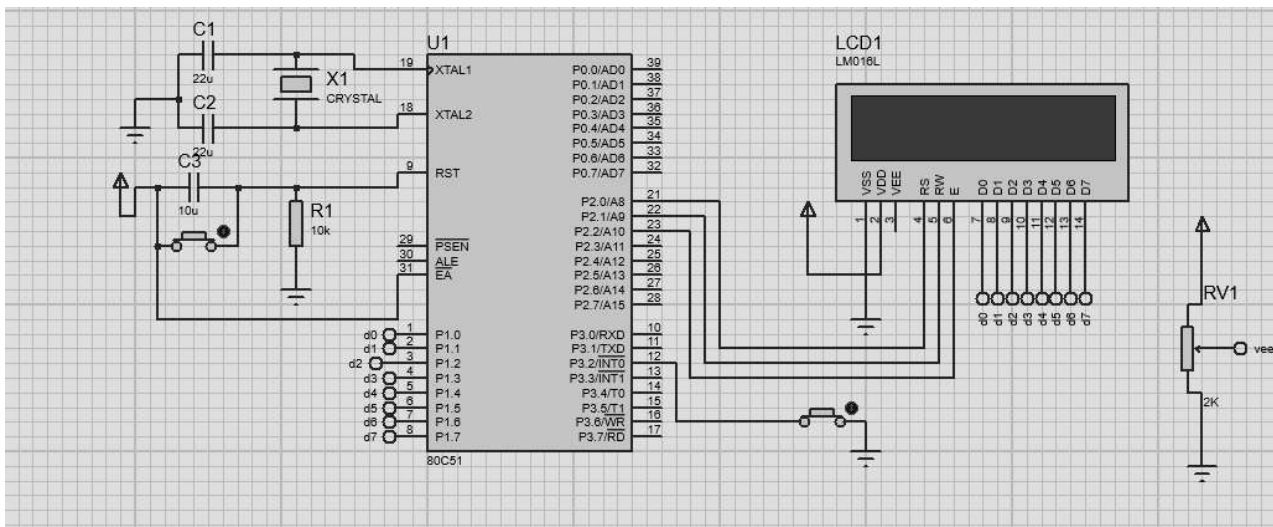 C1
22u
C2
22u
X1
CRYSTAL
C3
10u
R1
10k
U1
19
XTAL1
18
XTAL2
9
RST
29
PSEN
30
ALE
31
EA
d0
1
P1.0
d1
2
P1.1
d2
3
P1.2
d3
4
P1.3
d4
5
P1.4
d5
6
P1.5
d6
7
P1.6
d7
8
P1.7
P0.0/AD0
39
P0.1/AD1
38
P0.2/AD2
37
P0.3/AD3
36
P0.4/AD4
35
P0.5/AD5
34
P0.6/AD6
33
P0.7/AD7
32
P2.0/A8
21
P2.1/A9
22
P2.2/A10
23
P2.3/A11
24
P2.4/A12
25
P2.5/A13
26
P2.6/A14
27
P2.7/A15
28
P3.0/RXD
10
P3.1/TXD
11
P3.2/INT0
12
P3.3/INT1
13
P3.4/T0
14
P3.5/T1
15
P3.6/WR
16
P3.7/RD
17
80C51
LCD1
LM016L
VSS
VDD
VEE
RS
RW
E
D0
D1
D2
D3
D4
D5
D6
D7
1
2
3
4
5
6
7
8
9
10
11
12
13
14
d0
d1
d2
d3
d4
d5
d6
d7
RV1
vee
2K